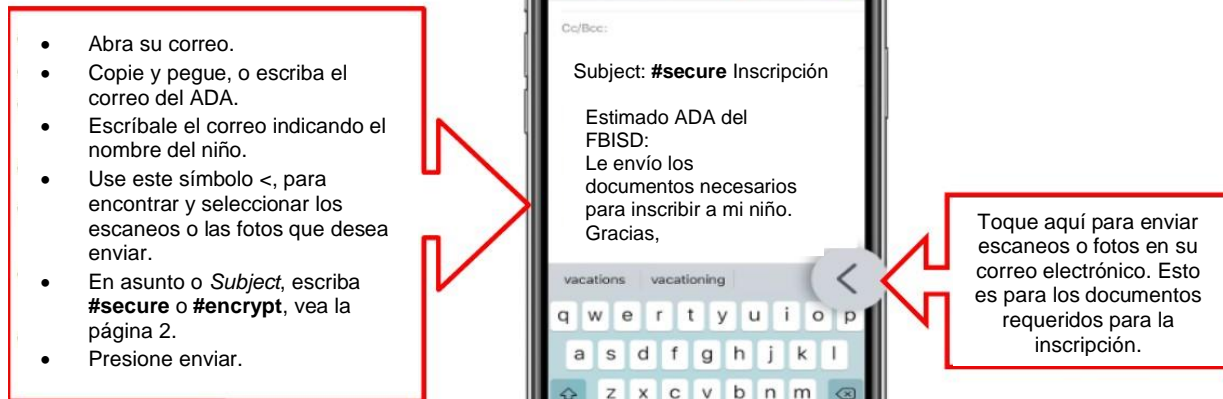 • Abra su correo.
• Copie y pegue, o escriba el
correo del ADA.
• Escríbale el correo indicando el
nombre del niño.
• Use este símbolo <, para
encontrar y seleccionar los
escaneos o las fotos que desea
enviar.
• En asunto o Subject, escriba
#secure o #encrypt, vea la
página 2.
• Presione enviar.
Cc/Bcc:
Subject: #secure Inscripción
Estimado ADA del
FBISD:
Le envío los
documentos necesarios
para inscribir a mi niño.
Gracias,
vacations vacationing
<
q w e r t y u i o p
a s d f g h j k l
z x c v b n m
Toque aquí para enviar
escaneos o fotos en su
correo electrónico. Esto
es para los documentos
requeridos para la
inscripción.